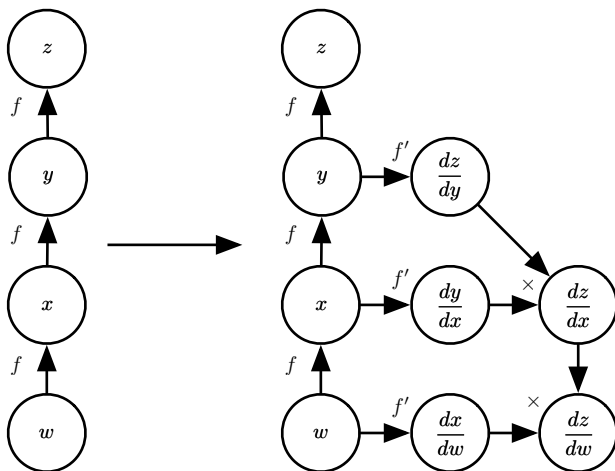 z z
f f
y f′ dz/dy
f f
x f′ dy/dx × dz/dx
f f
w f′ dx/dw × dz/dw